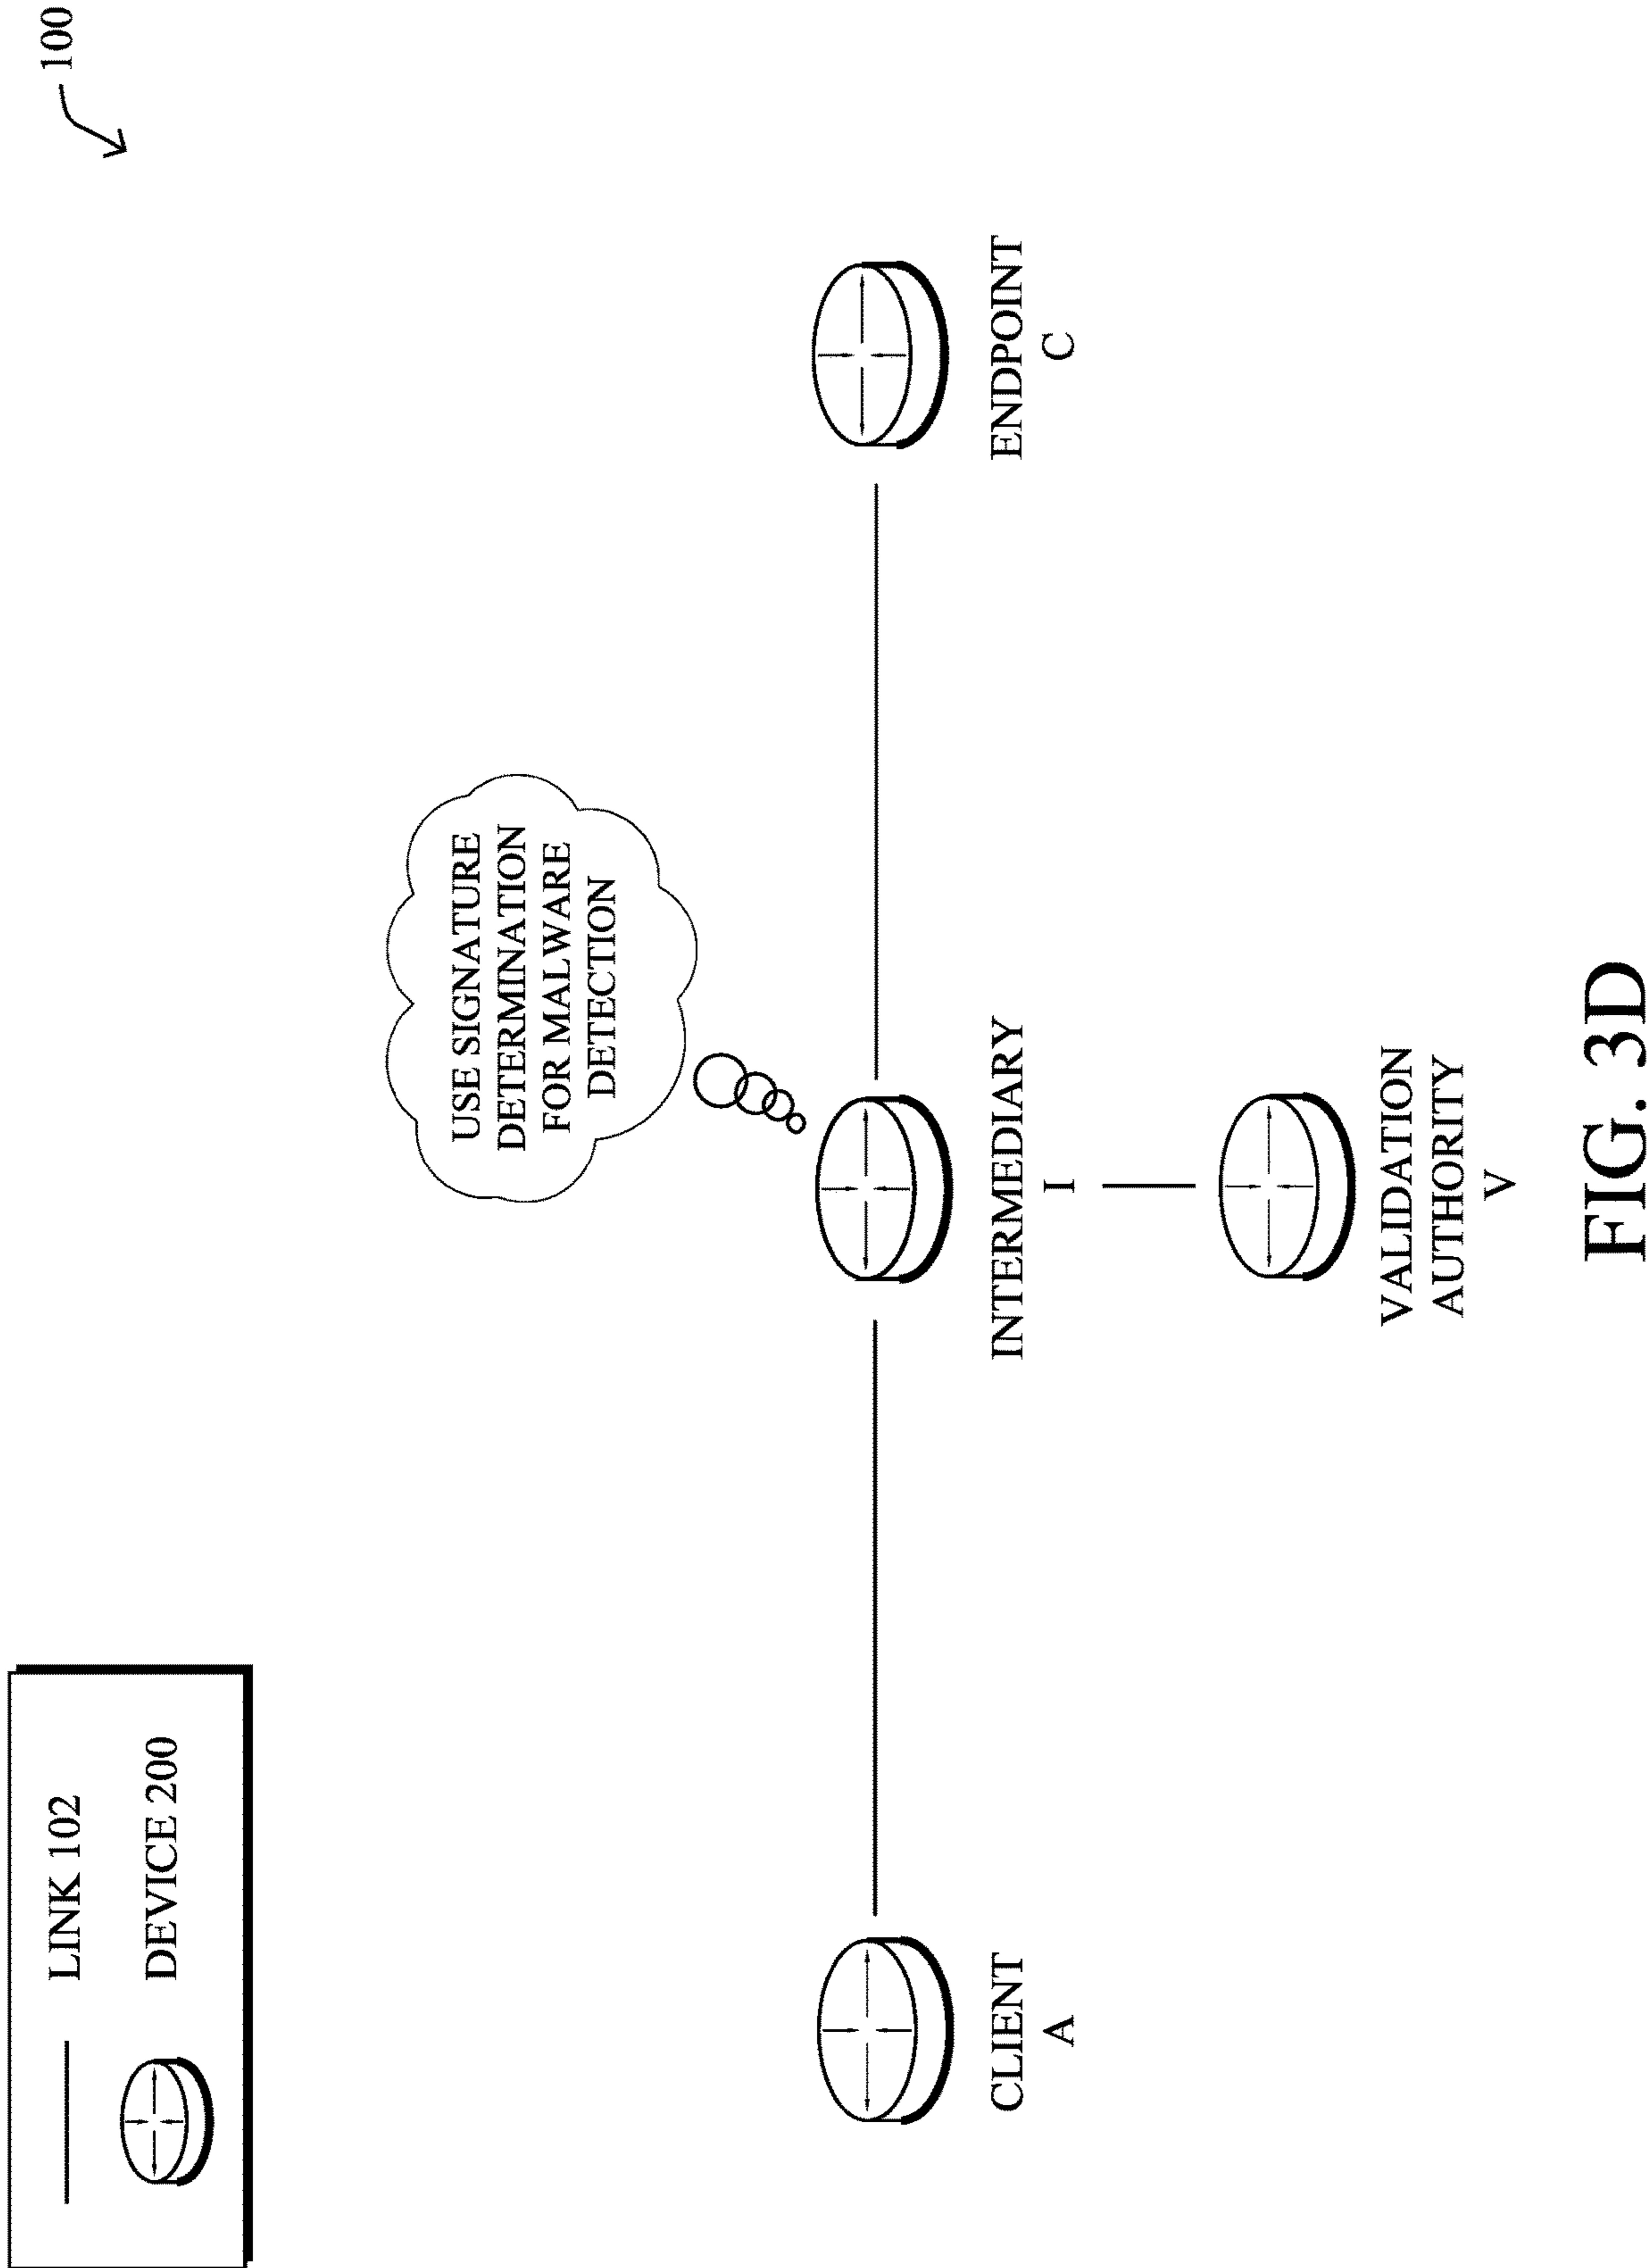 LINK 102
DEVICE 200
100
USE SIGNATURE
DETERMINATION
FOR MALWARE
DETECTION
CLIENT
A
INTERMEDIARY
I
ENDPOINT
C
VALIDATION
AUTHORITY
V
FIG. 3D